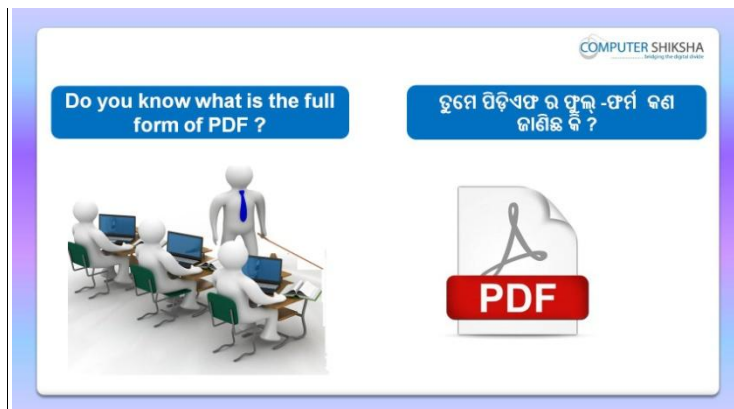 COMPUTER SHIKSHA
... bridging the digital divide
Do you know what is the full
form of PDF ?
ତୁମେ ପିଡ଼ିଏଫ ର ଫୁଲ୍ -ଫର୍ମ କଣ
ଜାଣିଛ କି ?
PDF